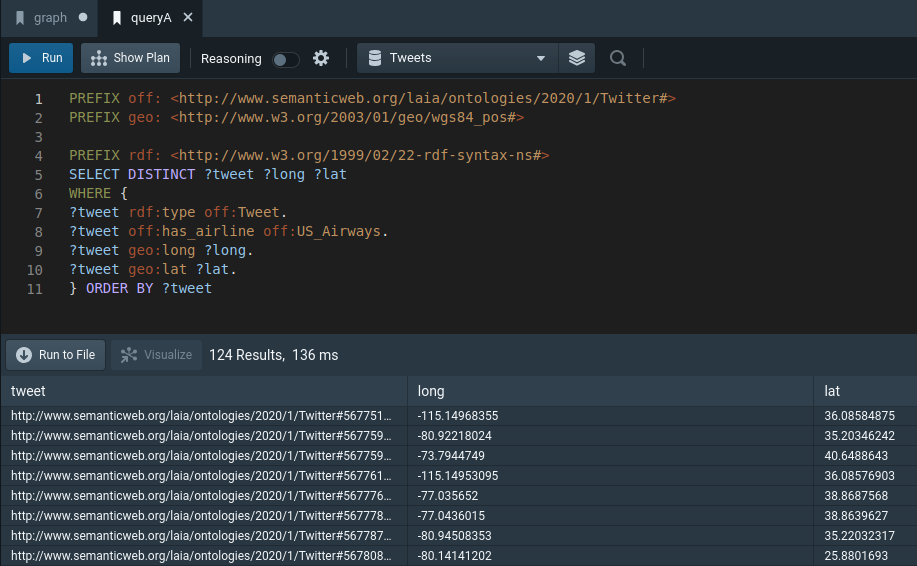 graph queryA
Run Show Plan Reasoning Tweets
1 PREFIX off: <http://www.semanticweb.org/laia/ontologies/2020/1/Twitter#>
2 PREFIX geo: <http://www.w3.org/2003/01/geo/wgs84_pos#>
3
4 PREFIX rdf: <http://www.w3.org/1999/02/22-rdf-syntax-ns#>
5 SELECT DISTINCT ?tweet ?long ?lat
6 WHERE {
7 ?tweet rdf:type off:Tweet.
8 ?tweet off:has_airline off:US_Airways.
9 ?tweet geo:long ?long.
10 ?tweet geo:lat ?lat.
11 } ORDER BY ?tweet
Run to File Visualize 124 Results, 136 ms
tweet long lat
http://www.semanticweb.org/laia/ontologies/2020/1/Twitter#567751... -115.14968355 36.08584875
http://www.semanticweb.org/laia/ontologies/2020/1/Twitter#567759... -80.92218024 35.20346242
http://www.semanticweb.org/laia/ontologies/2020/1/Twitter#567759... -73.7944749 40.6488643
http://www.semanticweb.org/laia/ontologies/2020/1/Twitter#567761... -115.14953095 36.08576903
http://www.semanticweb.org/laia/ontologies/2020/1/Twitter#567776... -77.035652 38.8687568
http://www.semanticweb.org/laia/ontologies/2020/1/Twitter#567778... -77.0436015 38.8639627
http://www.semanticweb.org/laia/ontologies/2020/1/Twitter#567787... -80.94508353 35.22032317
http://www.semanticweb.org/laia/ontologies/2020/1/Twitter#567808... -80.14141202 25.8801693